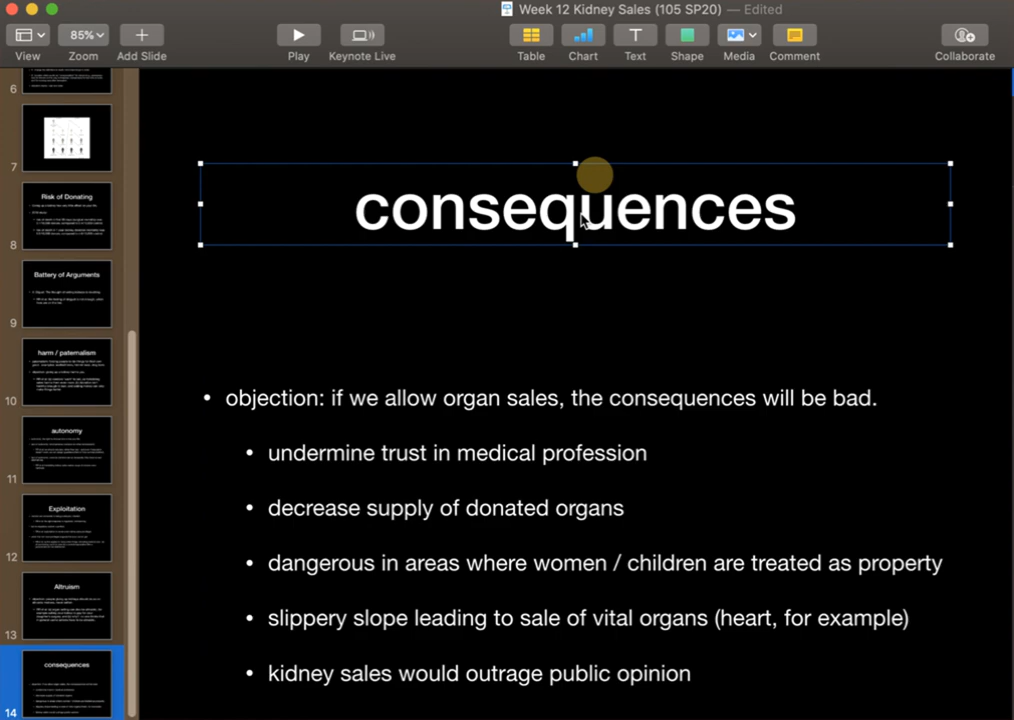 Week 12 Kidney Sales (105 SP20) — Edited
85%
View
Zoom
Add Slide
Play
Keynote Live
Table
Chart
Text
Shape
Media
Comment
Collaborate
6
7
Risk of Donating
8
Battery of Arguments
9
harm / paternalism
10
autonomy
11
Exploitation
12
Altruism
13
consequences
14
consequences
• objection: if we allow organ sales, the consequences will be bad.
• undermine trust in medical profession
• decrease supply of donated organs
• dangerous in areas where women / children are treated as property
• slippery slope leading to sale of vital organs (heart, for example)
• kidney sales would outrage public opinion